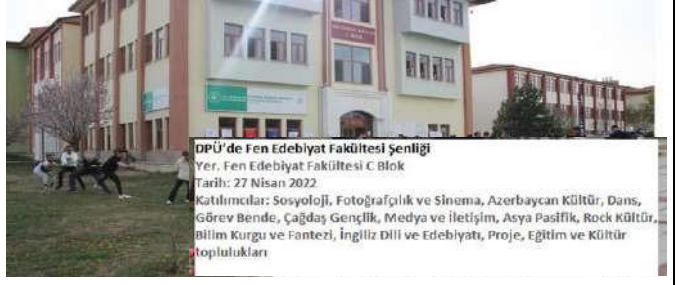 C BLOK
DPÜ'de Fen Edebiyat Fakültesi Şenliği
Yer. Fen Edebiyat Fakültesi C Blok
Tarih: 27 Nisan 2022
Katılımcılar: Sosyoloji, Fotoğrafçılık ve Sinema, Azerbaycan Kültür, Dans,
Görev Bende, Çağdaş Gençlik, Medya ve İletişim, Asya Pasifik, Rock Kültür,
Bilim Kurgu ve Fantezi, İngiliz Dili ve Edebiyatı, Proje, Eğitim ve Kültür
toplulukları